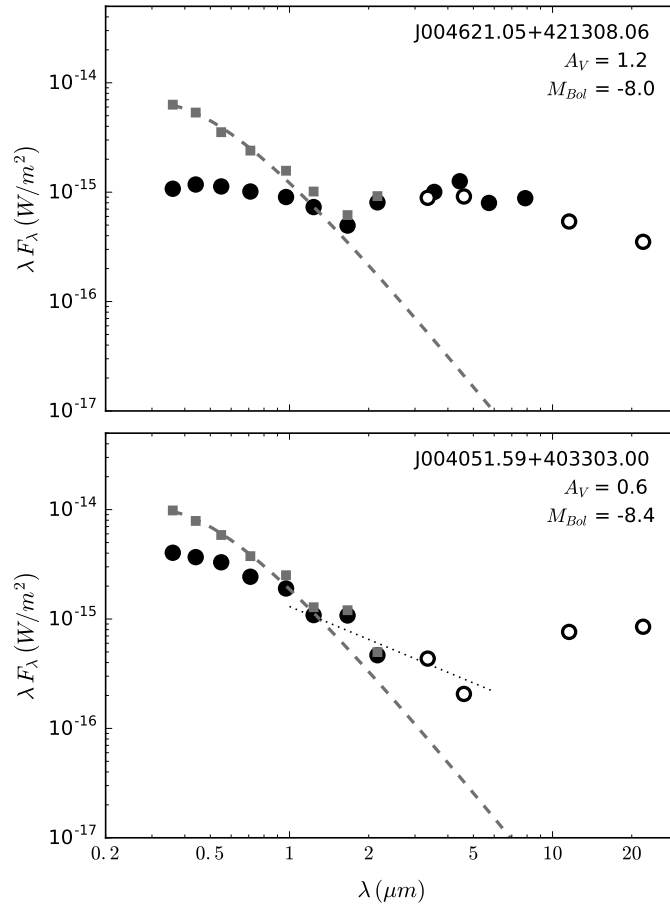 J004621.05+421308.06
A_V = 1.2
M_Bol = -8.0
10^-14
10^-15
10^-16
10^-17
λF_λ (W/m²)
J004051.59+403303.00
A_V = 0.6
M_Bol = -8.4
10^-14
10^-15
10^-16
10^-17
λF_λ (W/m²)
0.2 0.5 1 2 5 10 20
λ (μm)